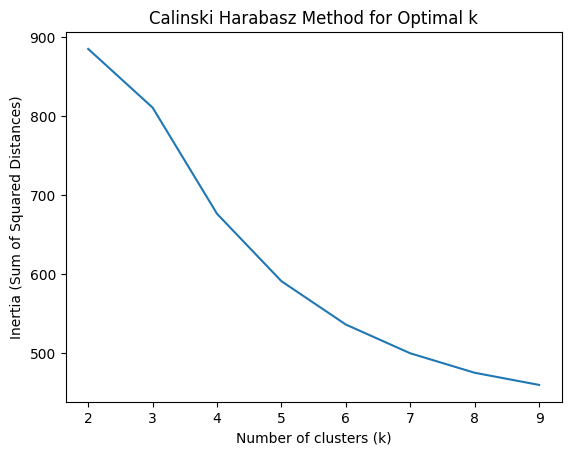 Calinski Harabasz Method for Optimal k
900
800
700
600
500
Inertia (Sum of Squared Distances)
2 3 4 5 6 7 8 9
Number of clusters (k)